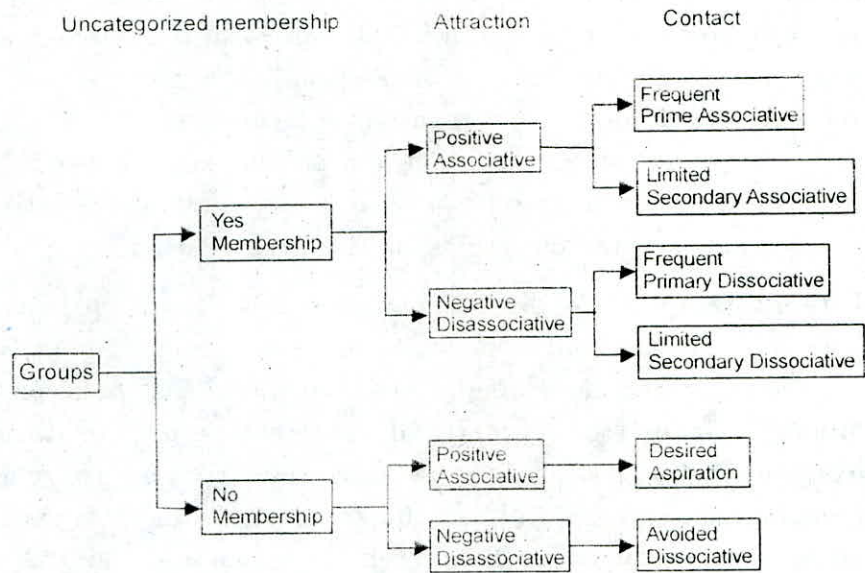 Uncategorized membership Attraction Contact
Frequent
Prime Associative
Positive
Associative
Limited
Secondary Associative
Yes
Membership
Frequent
Primary Dissociative
Negative
Disassociative
Limited
Secondary Dissociative
Groups
Positive
Associative
Desired
Aspiration
No
Membership
Negative
Disassociative
Avoided
Dissociative